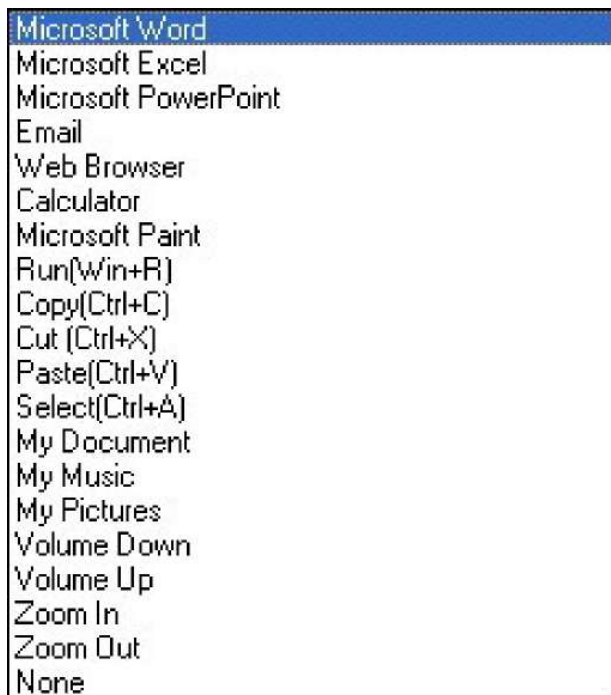 Microsoft Word
Microsoft Excel
Microsoft PowerPoint
Email
Web Browser
Calculator
Microsoft Paint
Run(Win+R)
Copy(Ctrl+C)
Cut (Ctrl+X)
Paste(Ctrl+V)
Select(Ctrl+A)
My Document
My Music
My Pictures
Volume Down
Volume Up
Zoom In
Zoom Out
None